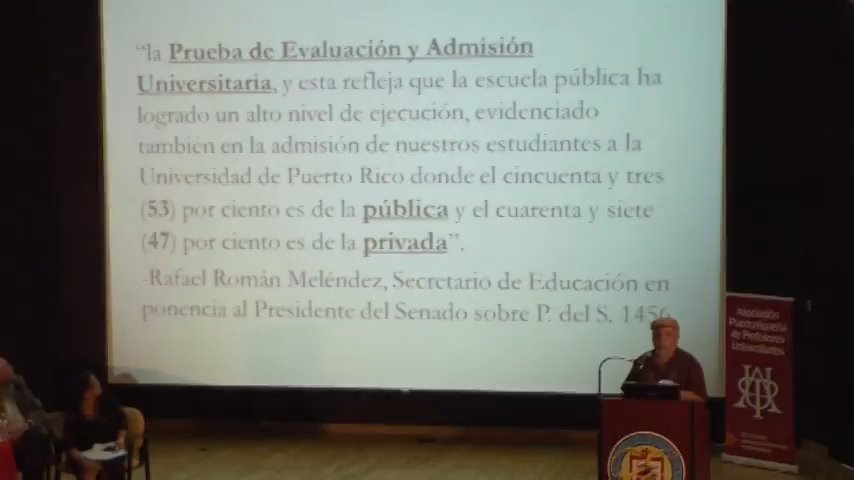 “la Prueba de Evaluación y Admisión
Universitaria, y esta refleja que la escuela pública ha
logrado un alto nivel de ejecución, evidenciado
también en la admisión de nuestros estudiantes a la
Universidad de Puerto Rico donde el cincuenta y tres
(53) por ciento es de la pública y el cuarenta y siete
(47) por ciento es de la privada”.
-Rafael Román Meléndez, Secretario de Educación en
ponencia al Presidente del Senado sobre P. del S. 1456
Asociación
Puertorriqueña
de Profesores
Universitarios